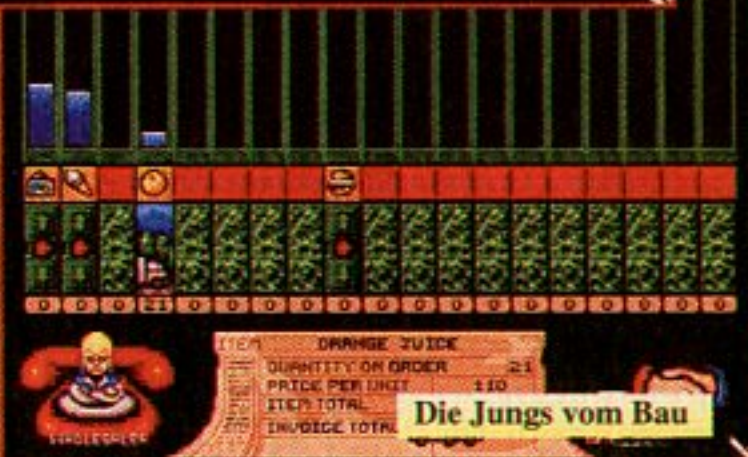 0 0 0 21 0 0 0 0 0 0 0 0 0 0 0 0 0 0 0
ITEM ORANGE JUICE
QUANTITY ON ORDER 21
PRICE PER UNIT 110
ITEM TOTAL
INVOICE TOTAL
WHOLESALER
Die Jungs vom Bau